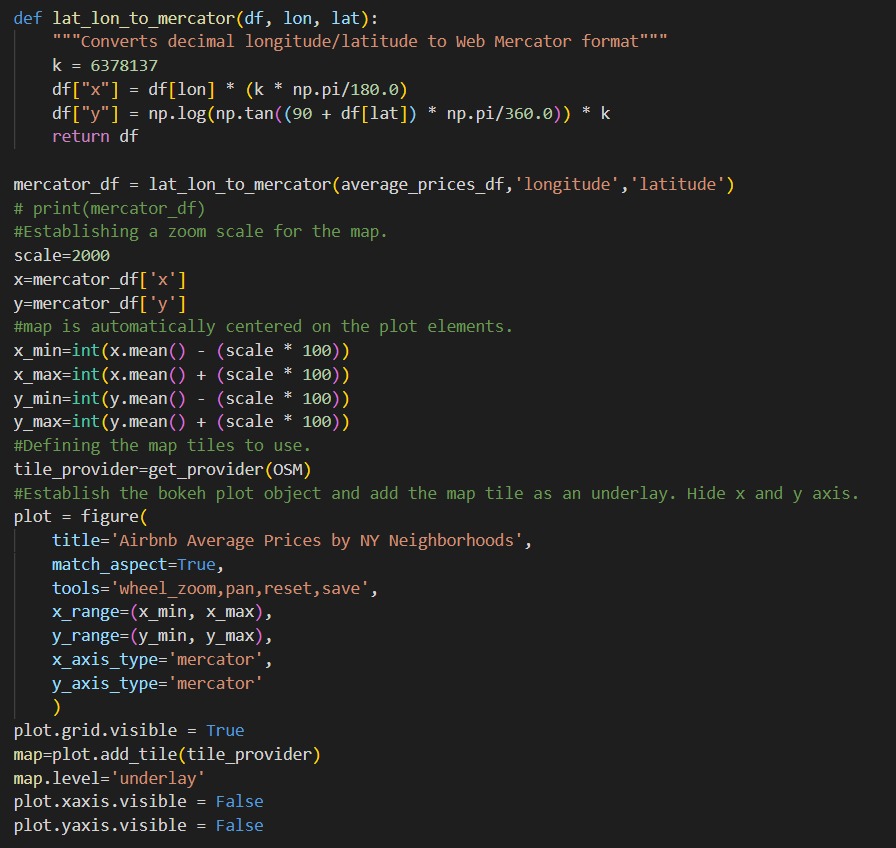 def lat_lon_to_mercator(df, lon, lat):
    """Converts decimal longitude/latitude to Web Mercator format"""
    k = 6378137
    df["x"] = df[lon] * (k * np.pi/180.0)
    df["y"] = np.log(np.tan((90 + df[lat]) * np.pi/360.0)) * k
    return df

mercator_df = lat_lon_to_mercator(average_prices_df,'longitude','latitude')
# print(mercator_df)
#Establishing a zoom scale for the map.
scale=2000
x=mercator_df['x']
y=mercator_df['y']
#map is automatically centered on the plot elements.
x_min=int(x.mean() - (scale * 100))
x_max=int(x.mean() + (scale * 100))
y_min=int(y.mean() - (scale * 100))
y_max=int(y.mean() + (scale * 100))
#Defining the map tiles to use.
tile_provider=get_provider(OSM)
#Establish the bokeh plot object and add the map tile as an underlay. Hide x and y axis.
plot = figure(
    title='Airbnb Average Prices by NY Neighborhoods',
    match_aspect=True,
    tools='wheel_zoom,pan,reset,save',
    x_range=(x_min, x_max),
    y_range=(y_min, y_max),
    x_axis_type='mercator',
    y_axis_type='mercator'
    )
plot.grid.visible = True
map=plot.add_tile(tile_provider)
map.level='underlay'
plot.xaxis.visible = False
plot.yaxis.visible = False